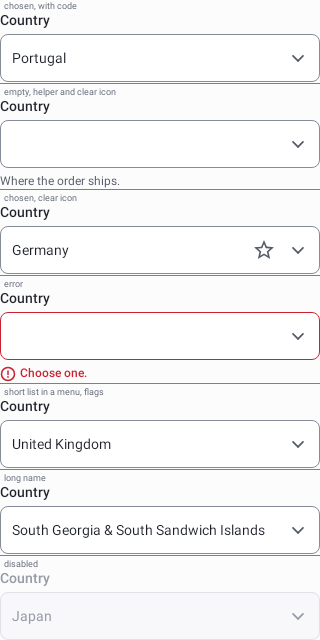 chosen, with code
Country
Portugal
empty, helper and clear icon
Country
Where the order ships.
chosen, clear icon
Country
Germany
error
Country
Choose one.
short list in a menu, flags
Country
United Kingdom
long name
Country
South Georgia & South Sandwich Islands
disabled
Country
Japan